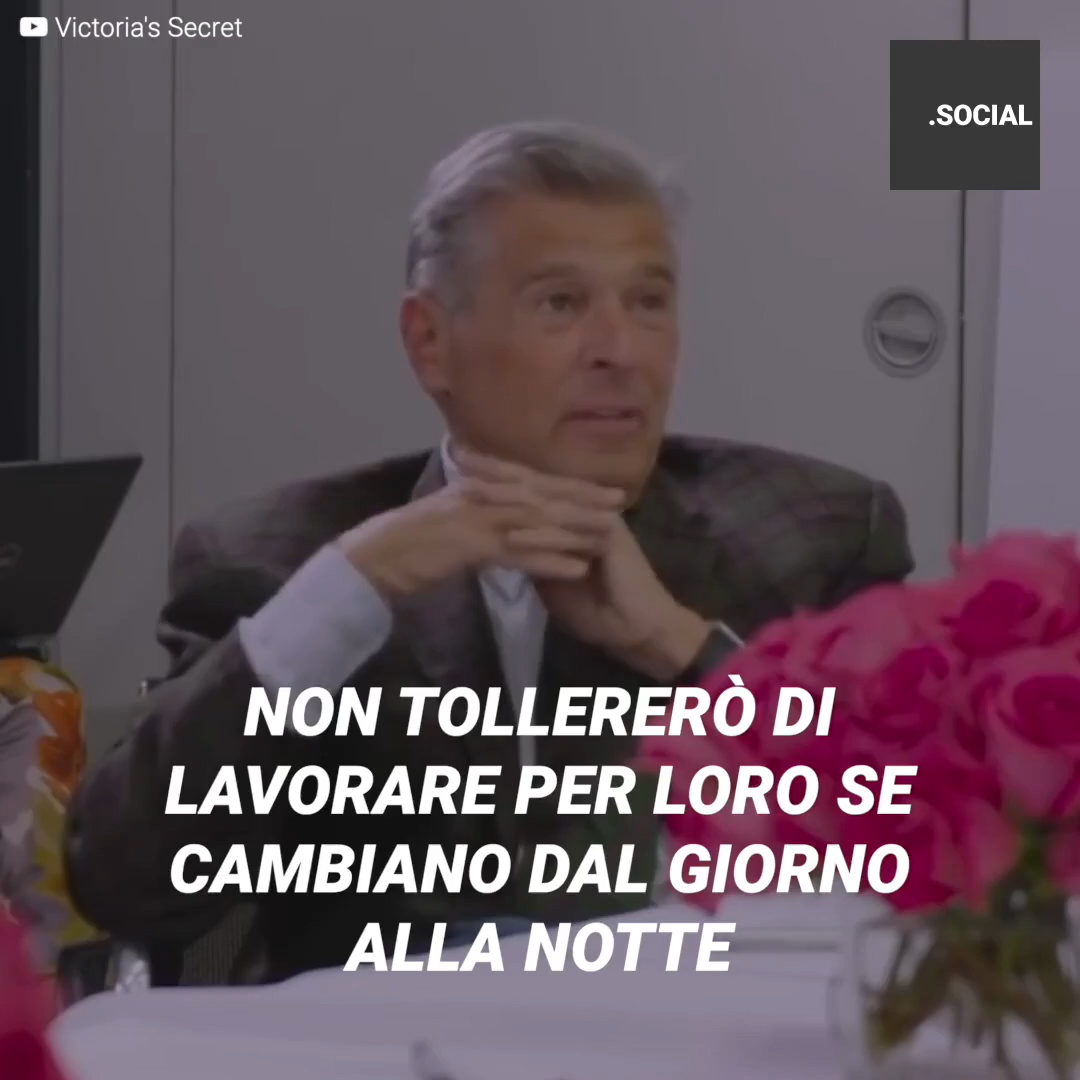 Victoria's Secret
.SOCIAL
NON TOLLERERÒ DI
LAVORARE PER LORO SE
CAMBIANO DAL GIORNO
ALLA NOTTE